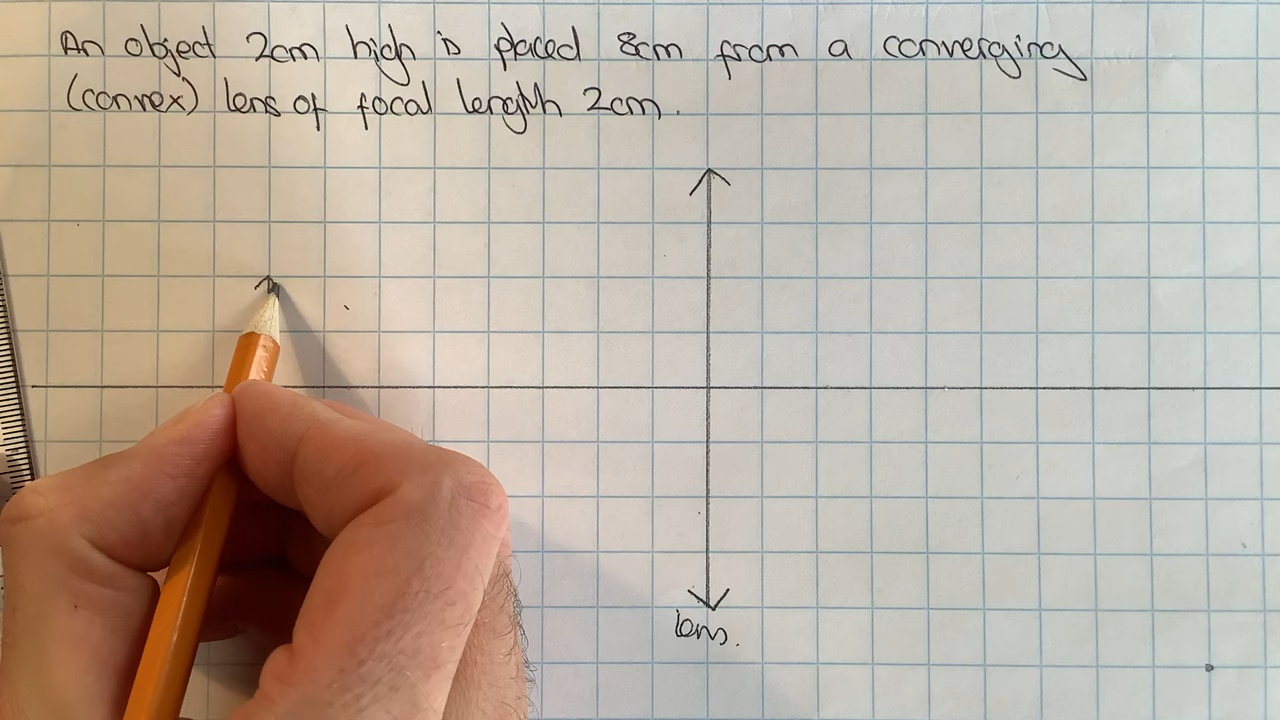 An object 2cm high is placed 8cm from a converging
(convex) lens of focal length 2cm.
lens.